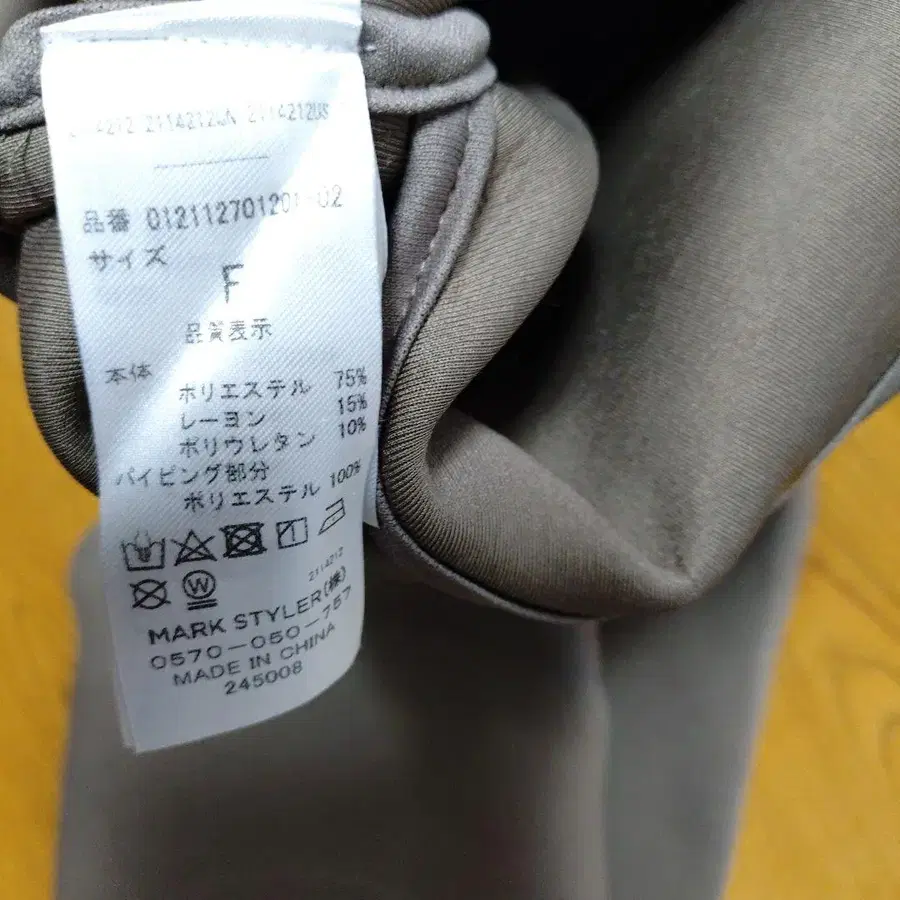 2114212UN 2114212US
品番 012112701201-02
サイズ
F
品質表示
本体
ポリエステル 75%
レーヨン 15%
ポリウレタン 10%
パイピング部分
ポリエステル 100%
W
2114212
MARK STYLER(株)
0570-050-757
MADE IN CHINA
245008